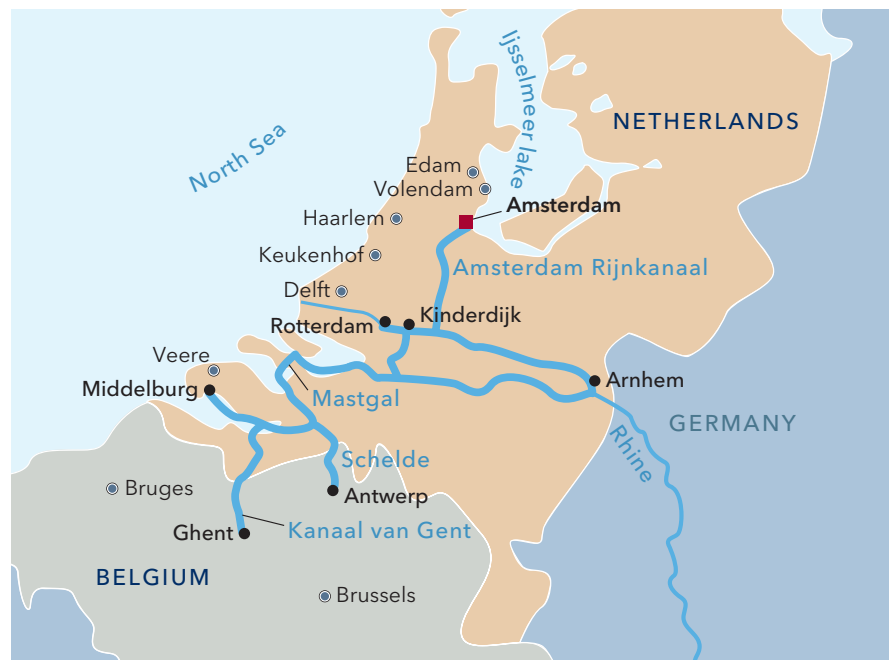 Ijsselmeer lake
NETHERLANDS
North Sea
Edam
Volendam
Amsterdam
Haarlem
Keukenhof
Amsterdam Rijnkanaal
Delft
Kinderdijk
Rotterdam
Veere
Middelburg
Arnhem
Mastgal
GERMANY
Rhine
Schelde
Bruges
Antwerp
Ghent
Kanaal van Gent
BELGIUM
Brussels